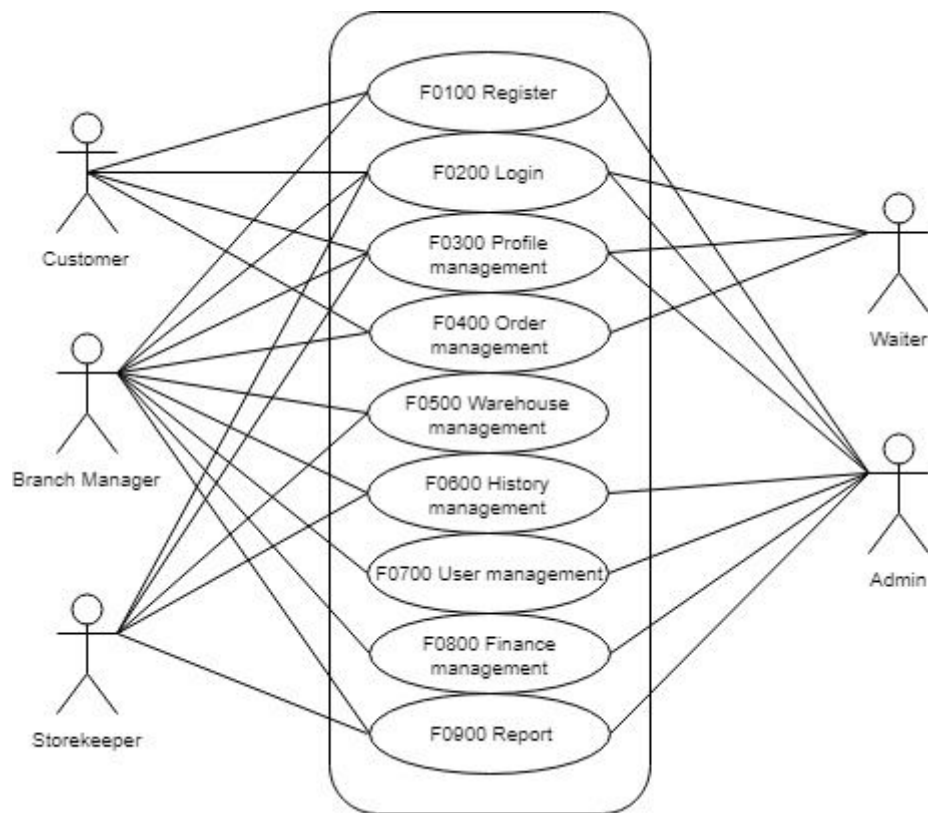 F0100 Register
F0200 Login
Customer
F0300 Profile
management
Waiter
F0400 Order
management
F0500 Warehouse
management
Branch Manager
F0600 History
management
F0700 User management
Admin
F0800 Finance
management
F0900 Report
Storekeeper